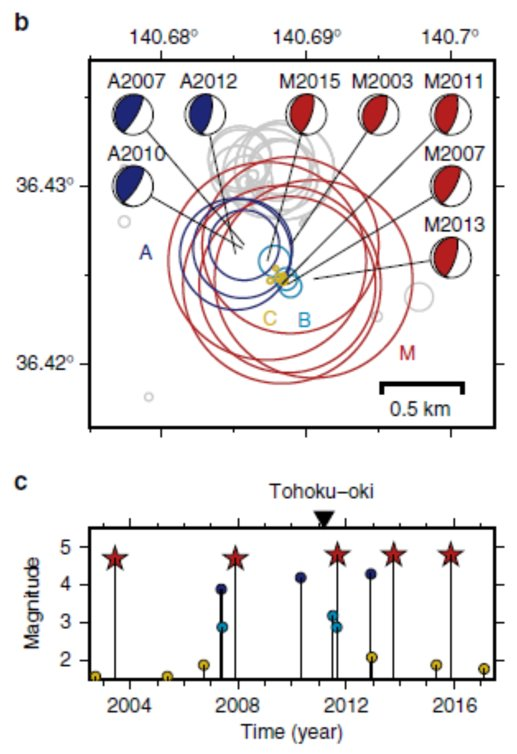 b
140.68° 140.69° 140.7°
A2007 A2012 M2015 M2003 M2011
A2010 M2007
36.43°
M2013
A
C B
M
36.42°
0.5 km
c
Tohoku–oki
5
4
3
2
Magnitude
2004 2008 2012 2016
Time (year)